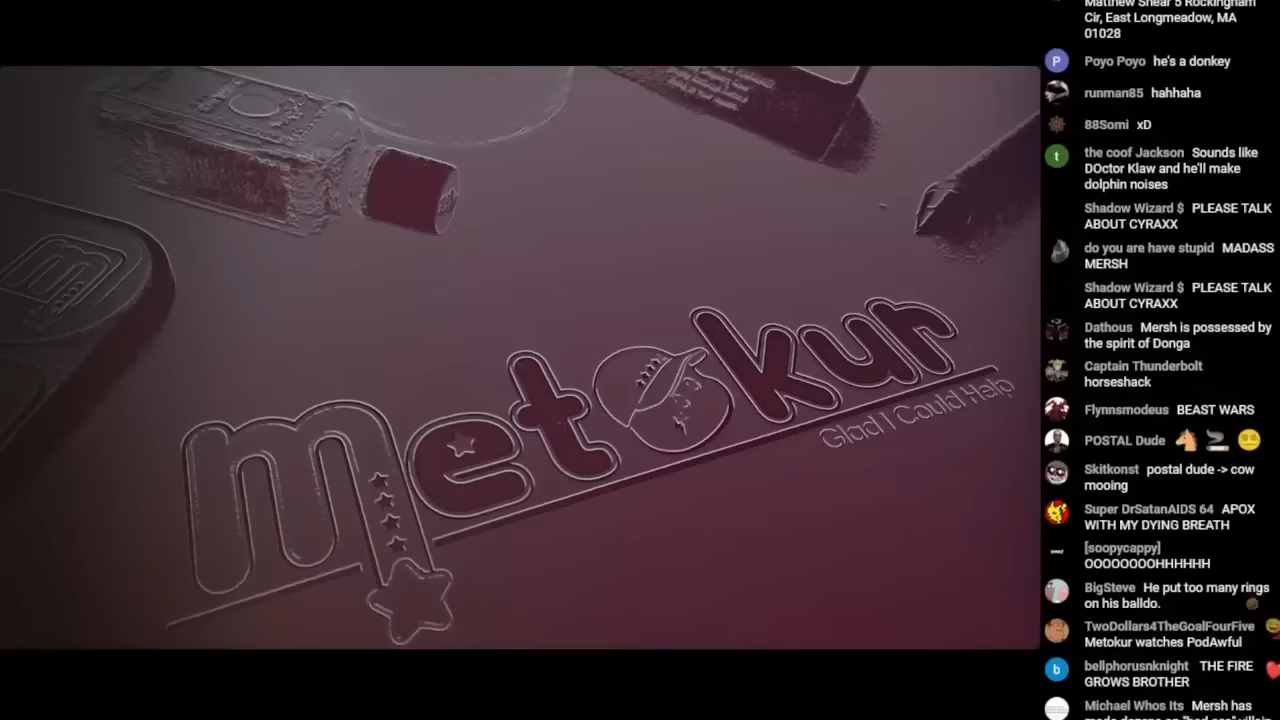 metokur
Glad I Could Help
Cir, East Longmeadow, MA
01028
Poyo Poyo he's a donkey
runman85 hahhaha
88Somi xD
the coof Jackson Sounds like
DOctor Klaw and he'll make
dolphin noises
Shadow Wizard $ PLEASE TALK
ABOUT CYRAXX
do you are have stupid MADASS
MERSH
Shadow Wizard $ PLEASE TALK
ABOUT CYRAXX
Dathous Mersh is possessed by
the spirit of Donga
Captain Thunderbolt
horseshack
Flynnsmodeus BEAST WARS
POSTAL Dude 🐴 🚬 😵‍💫
Skitkonst postal dude -> cow
mooing
Super DrSatanAIDS 64 APOX
WITH MY DYING BREATH
[soopycappy]
OOOOOOOOHHHHHH
BigSteve He put too many rings
on his balldo.
TwoDollars4TheGoalFourFive
Metokur watches PodAwful
bellphorusnknight THE FIRE
GROWS BROTHER
Michael Whos Its Mersh has